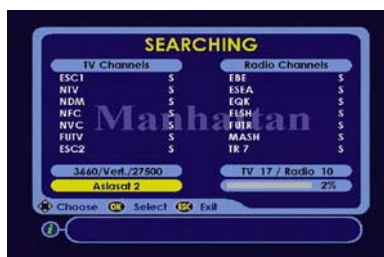 SEARCHING
TV Channels
ESC1 S
NTV S
NDM S
NFC S
NVC S
FUTV S
ESC2 S
Radio Channels
EBE S
ESEA S
EQK S
ELSH S
FUTR S
MASH S
TR 7 S
Manhattan
3660/Vert./27500
TV 17 / Radio 10
Asiasat 2
2%
Choose OK Select ESC Exit
i